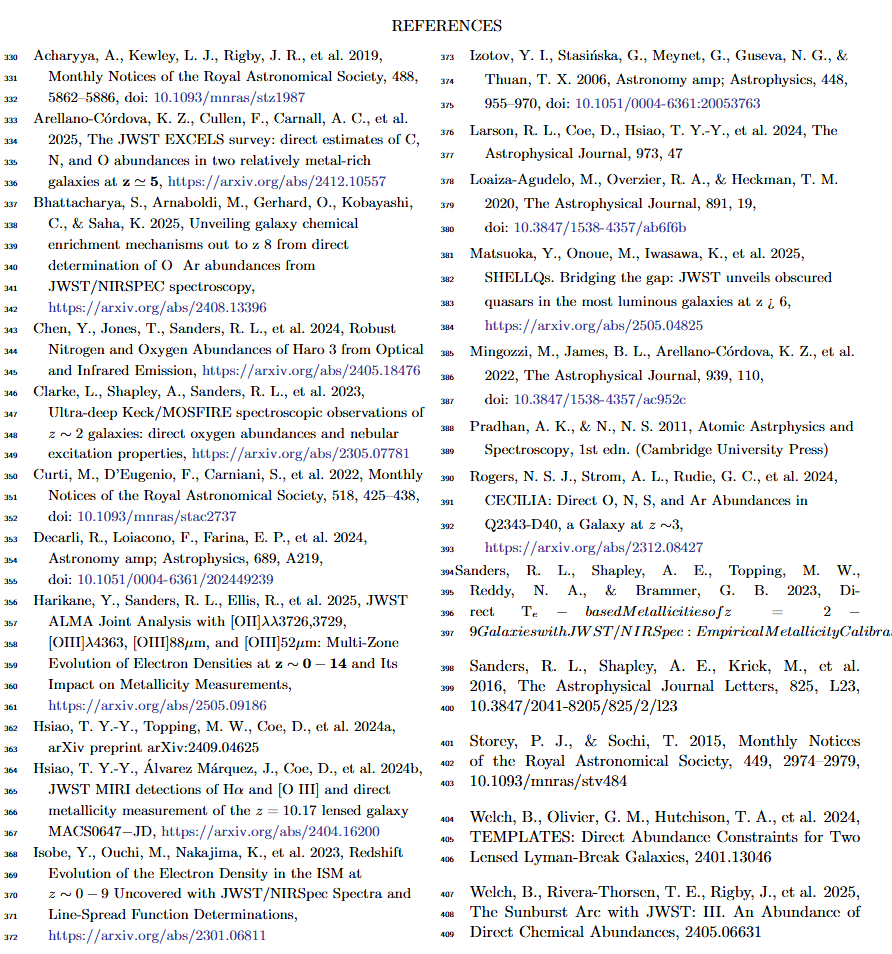 REFERENCES
330 Acharyya, A., Kewley, L. J., Rigby, J. R., et al. 2019,
331 Monthly Notices of the Royal Astronomical Society, 488,
332 5862–5886, doi: 10.1093/mnras/stz1987
333 Arellano-Córdova, K. Z., Cullen, F., Carnall, A. C., et al.
334 2025, The JWST EXCELS survey: direct estimates of C,
335 N, and O abundances in two relatively metal-rich
336 galaxies at z ≃ 5, https://arxiv.org/abs/2412.10557
337 Bhattacharya, S., Arnaboldi, M., Gerhard, O., Kobayashi,
338 C., & Saha, K. 2025, Unveiling galaxy chemical
339 enrichment mechanisms out to z 8 from direct
340 determination of O Ar abundances from
341 JWST/NIRSPEC spectroscopy,
342 https://arxiv.org/abs/2408.13396
343 Chen, Y., Jones, T., Sanders, R. L., et al. 2024, Robust
344 Nitrogen and Oxygen Abundances of Haro 3 from Optical
345 and Infrared Emission, https://arxiv.org/abs/2405.18476
346 Clarke, L., Shapley, A., Sanders, R. L., et al. 2023,
347 Ultra-deep Keck/MOSFIRE spectroscopic observations of
348 z ∼ 2 galaxies: direct oxygen abundances and nebular
349 excitation properties, https://arxiv.org/abs/2305.07781
350 Curti, M., D'Eugenio, F., Carniani, S., et al. 2022, Monthly
351 Notices of the Royal Astronomical Society, 518, 425–438,
352 doi: 10.1093/mnras/stac2737
353 Decarli, R., Loiacono, F., Farina, E. P., et al. 2024,
354 Astronomy amp; Astrophysics, 689, A219,
355 doi: 10.1051/0004-6361/202449239
356 Harikane, Y., Sanders, R. L., Ellis, R., et al. 2025, JWST
357 ALMA Joint Analysis with [OII]λλ3726,3729,
358 [OIII]λ4363, [OIII]88μm, and [OIII]52μm: Multi-Zone
359 Evolution of Electron Densities at z ∼ 0 − 14 and Its
360 Impact on Metallicity Measurements,
361 https://arxiv.org/abs/2505.09186
362 Hsiao, T. Y.-Y., Topping, M. W., Coe, D., et al. 2024a,
363 arXiv preprint arXiv:2409.04625
364 Hsiao, T. Y.-Y., Álvarez Márquez, J., Coe, D., et al. 2024b,
365 JWST MIRI detections of Hα and [O III] and direct
366 metallicity measurement of the z = 10.17 lensed galaxy
367 MACS0647−JD, https://arxiv.org/abs/2404.16200
368 Isobe, Y., Ouchi, M., Nakajima, K., et al. 2023, Redshift
369 Evolution of the Electron Density in the ISM at
370 z ∼ 0 − 9 Uncovered with JWST/NIRSpec Spectra and
371 Line-Spread Function Determinations,
372 https://arxiv.org/abs/2301.06811
373 Izotov, Y. I., Stasińska, G., Meynet, G., Guseva, N. G., &
374 Thuan, T. X. 2006, Astronomy amp; Astrophysics, 448,
375 955–970, doi: 10.1051/0004-6361:20053763
376 Larson, R. L., Coe, D., Hsiao, T. Y.-Y., et al. 2024, The
377 Astrophysical Journal, 973, 47
378 Loaiza-Agudelo, M., Overzier, R. A., & Heckman, T. M.
379 2020, The Astrophysical Journal, 891, 19,
380 doi: 10.3847/1538-4357/ab6f6b
381 Matsuoka, Y., Onoue, M., Iwasawa, K., et al. 2025,
382 SHELLQs. Bridging the gap: JWST unveils obscured
383 quasars in the most luminous galaxies at z ¿ 6,
384 https://arxiv.org/abs/2505.04825
385 Mingozzi, M., James, B. L., Arellano-Córdova, K. Z., et al.
386 2022, The Astrophysical Journal, 939, 110,
387 doi: 10.3847/1538-4357/ac952c
388 Pradhan, A. K., & N., N. S. 2011, Atomic Astrphysics and
389 Spectroscopy, 1st edn. (Cambridge University Press)
390 Rogers, N. S. J., Strom, A. L., Rudie, G. C., et al. 2024,
391 CECILIA: Direct O, N, S, and Ar Abundances in
392 Q2343-D40, a Galaxy at z ∼3,
393 https://arxiv.org/abs/2312.08427
394 Sanders, R. L., Shapley, A. E., Topping, M. W.,
395 Reddy, N. A., & Brammer, G. B. 2023, Di-
396 rect Te − basedMetallicitiesofz = 2 −
397 9GalaxieswithJWST/NIRSpec : EmpiricalMetallicityCalibra
398 Sanders, R. L., Shapley, A. E., Kriek, M., et al.
399 2016, The Astrophysical Journal Letters, 825, L23,
400 10.3847/2041-8205/825/2/l23
401 Storey, P. J., & Sochi, T. 2015, Monthly Notices
402 of the Royal Astronomical Society, 449, 2974–2979,
403 10.1093/mnras/stv484
404 Welch, B., Olivier, G. M., Hutchison, T. A., et al. 2024,
405 TEMPLATES: Direct Abundance Constraints for Two
406 Lensed Lyman-Break Galaxies, 2401.13046
407 Welch, B., Rivera-Thorsen, T. E., Rigby, J., et al. 2025,
408 The Sunburst Arc with JWST: III. An Abundance of
409 Direct Chemical Abundances, 2405.06631